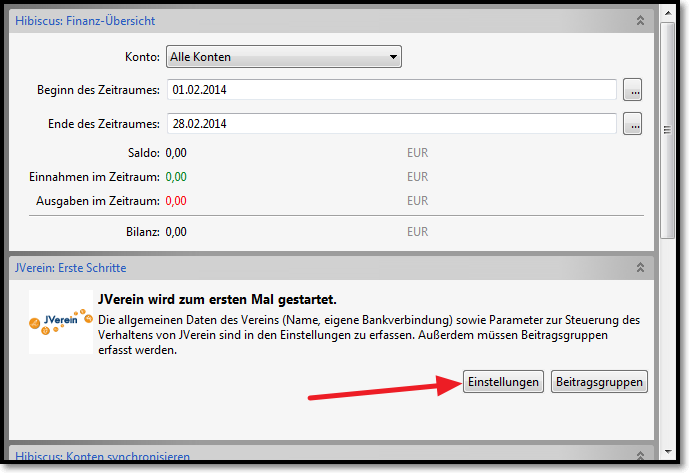 Hibiscus: Finanz-Übersicht
Konto: Alle Konten
Beginn des Zeitraumes: 01.02.2014 ...
Ende des Zeitraumes: 28.02.2014 ...
Saldo: 0,00 EUR
Einnahmen im Zeitraum: 0,00 EUR
Ausgaben im Zeitraum: 0,00 EUR
Bilanz: 0,00 EUR
JVerein: Erste Schritte
JVerein
JVerein wird zum ersten Mal gestartet.
Die allgemeinen Daten des Vereins (Name, eigene Bankverbindung) sowie Parameter zur Steuerung des
Verhaltens von JVerein sind in den Einstellungen zu erfassen. Außerdem müssen Beitragsgruppen
erfasst werden.
Einstellungen Beitragsgruppen
Hibiscus: Konten synchronisieren